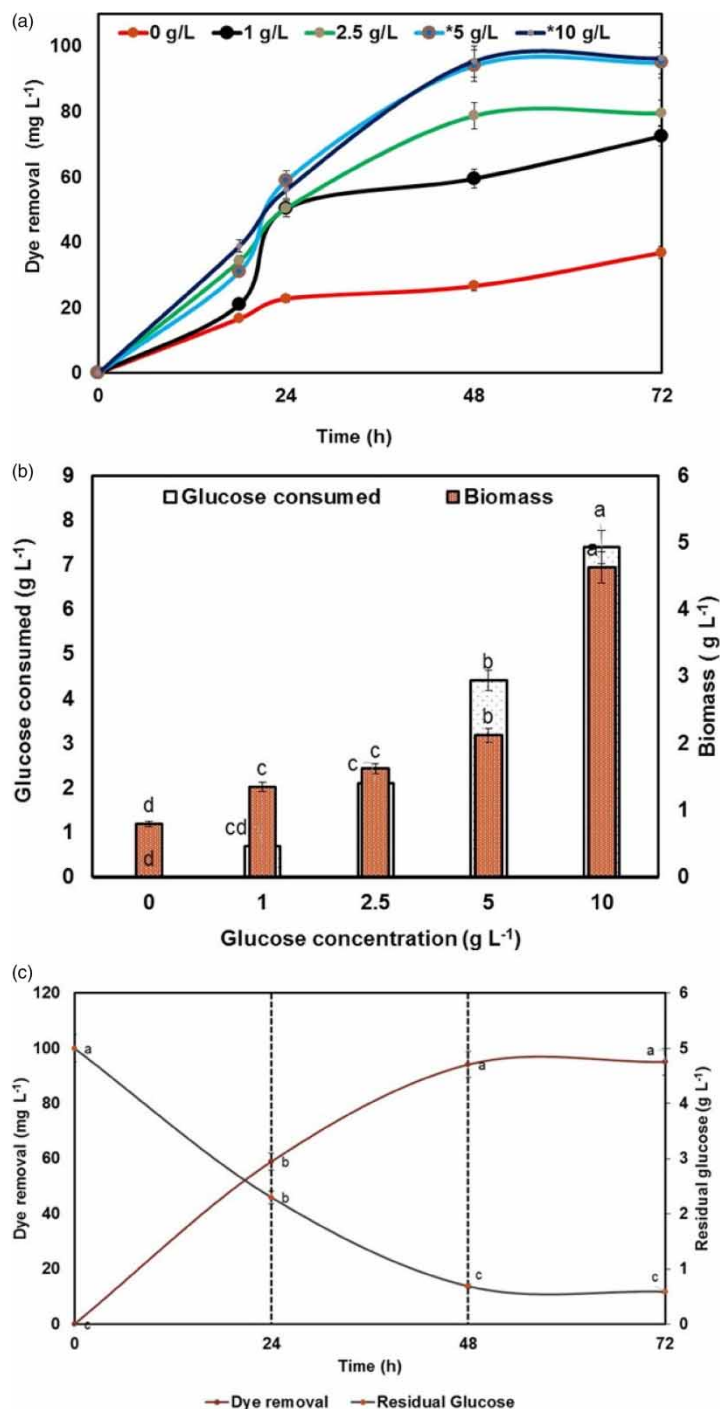 (a)
0 g/L 1 g/L 2.5 g/L *5 g/L *10 g/L
100
80
60
40
20
0
Dye removal (mg L-1)
0 24 48 72
Time (h)
(b)
Glucose consumed Biomass
9
8
7
6
5
4
3
2
1
0
Glucose consumed (g L-1)
6
5
4
3
2
1
0
Biomass ( g L-1)
d
d
cd
c
c
c
b
b
a
a
0 1 2.5 5 10
Glucose concentration (g L-1)
(c)
120
100
80
60
40
20
0
Dye removal (mg L-1)
6
5
4
3
2
1
0
Residual glucose (g L-1)
a
c
b
b
a
c
a
c
0 24 48 72
Time (h)
Dye removal Residual Glucose